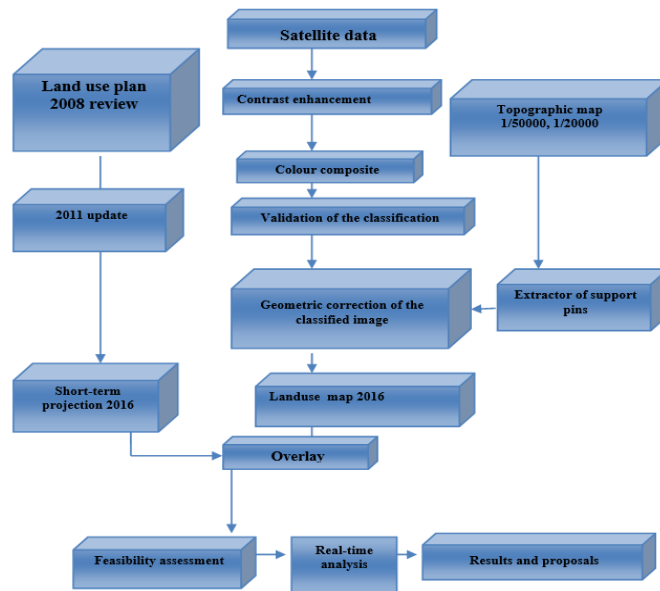 Satellite data
Land use plan
2008 review
Contrast enhancement
Topographic map
1/50000, 1/20000
Colour composite
2011 update
Validation of the classification
Geometric correction of the
classified image
Extractor of support
pins
Short-term
projection 2016
Landuse map 2016
Overlay
Feasibility assessment
Real-time
analysis
Results and proposals